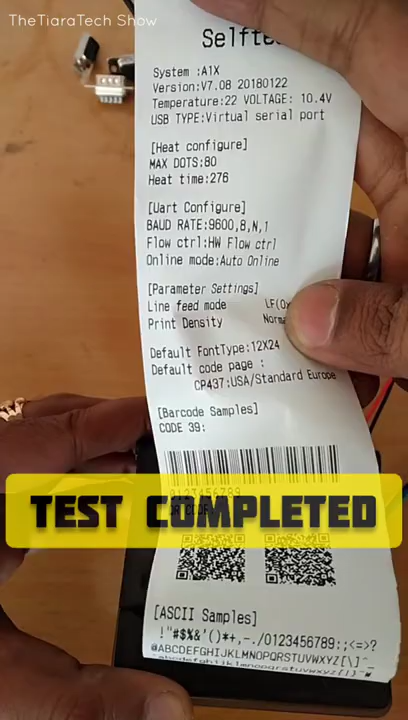 TheTiaraTech Show
System :A1X
Version:V7.08 20180122
Temperature:22 VOLTAGE: 10.4V
USB TYPE:Virtual serial port
[Heat configure]
MAX DOTS:80
Heat time:276
[Uart Configure]
BAUD RATE:9600,8,N,1
Flow ctrl:HW Flow ctrl
Online mode:Auto Online
[Parameter Settings]
Line feed mode
Print Density
Default FontType:12X24
Default code page :
CP437:USA/Standard Europe
[Barcode Samples]
CODE 39:
0123456789
TEST COMPLETED
[ASCII Samples]
!"#$%&'()*+,-./0123456789:;<=>?
@ABCDEFGHIJKLMNOPQRSTUVWXYZ[\]^_